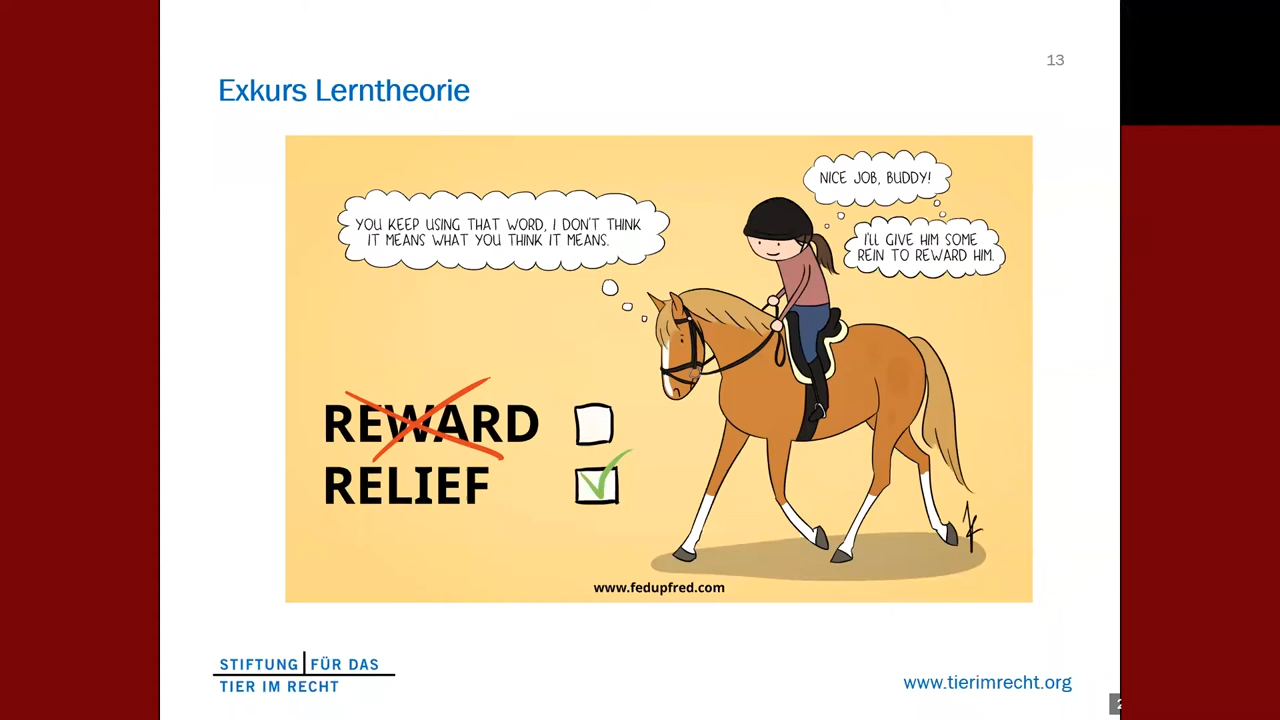 13
Exkurs Lerntheorie
NICE JOB, BUDDY!
YOU KEEP USING THAT WORD, I DON'T THINK
IT MEANS WHAT YOU THINK IT MEANS.
I'LL GIVE HIM SOME
REIN TO REWARD HIM.
REWARD
RELIEF
www.fedupfred.com
STIFTUNG FÜR DAS
TIER IM RECHT
www.tierimrecht.org